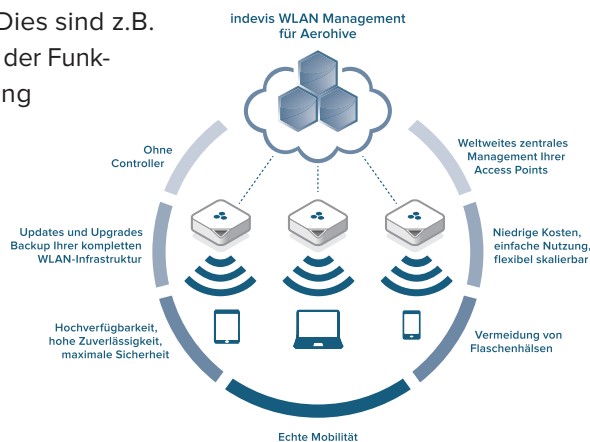 Dies sind z.B.
der Funk-
ng
indevis WLAN Management
für Aerohive
Ohne
Controller
Weltweites zentrales
Management Ihrer
Access Points
Updates und Upgrades
Backup Ihrer kompletten
WLAN-Infrastruktur
Niedrige Kosten,
einfache Nutzung,
flexibel skalierbar
Hochverfügbarkeit,
hohe Zuverlässigkeit,
maximale Sicherheit
Vermeidung von
Flaschenhälsen
Echte Mobilität